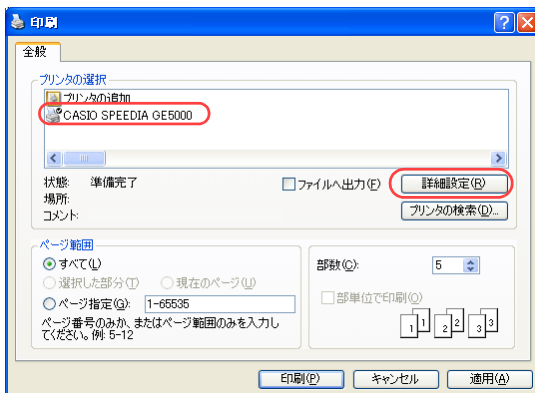 印刷
全般
プリンタの選択
プリンタの追加
CASIO SPEEDIA GE5000
状態: 準備完了
ファイルへ出力(F)
詳細設定(R)
場所:
コメント:
プリンタの検索(D)...
ページ範囲
すべて(L)
選択した部分(T)
現在のページ(U)
ページ指定(G): 1-65535
ページ番号のみか、またはページ範囲のみを入力し
てください。例: 5-12
部数(C): 5
部単位で印刷(O)
1 1 2 2 3 3
印刷(P)
キャンセル
適用(A)